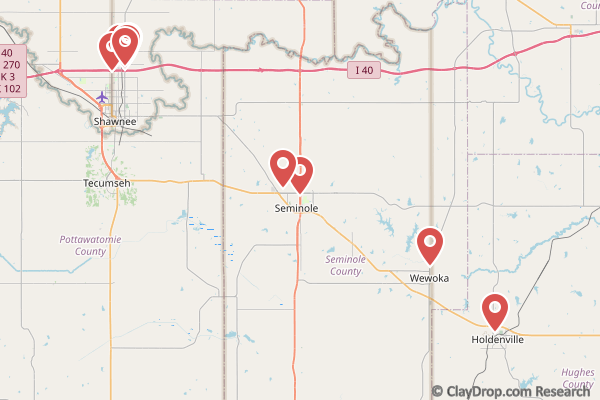 Coun
40
270
K 3
102
I 40
Shawnee
Tecumseh
Seminole
Pottawatomie
County
Seminole
County
Wewoka
Holdenville
Hughes
County
© ClayDrop.com Research